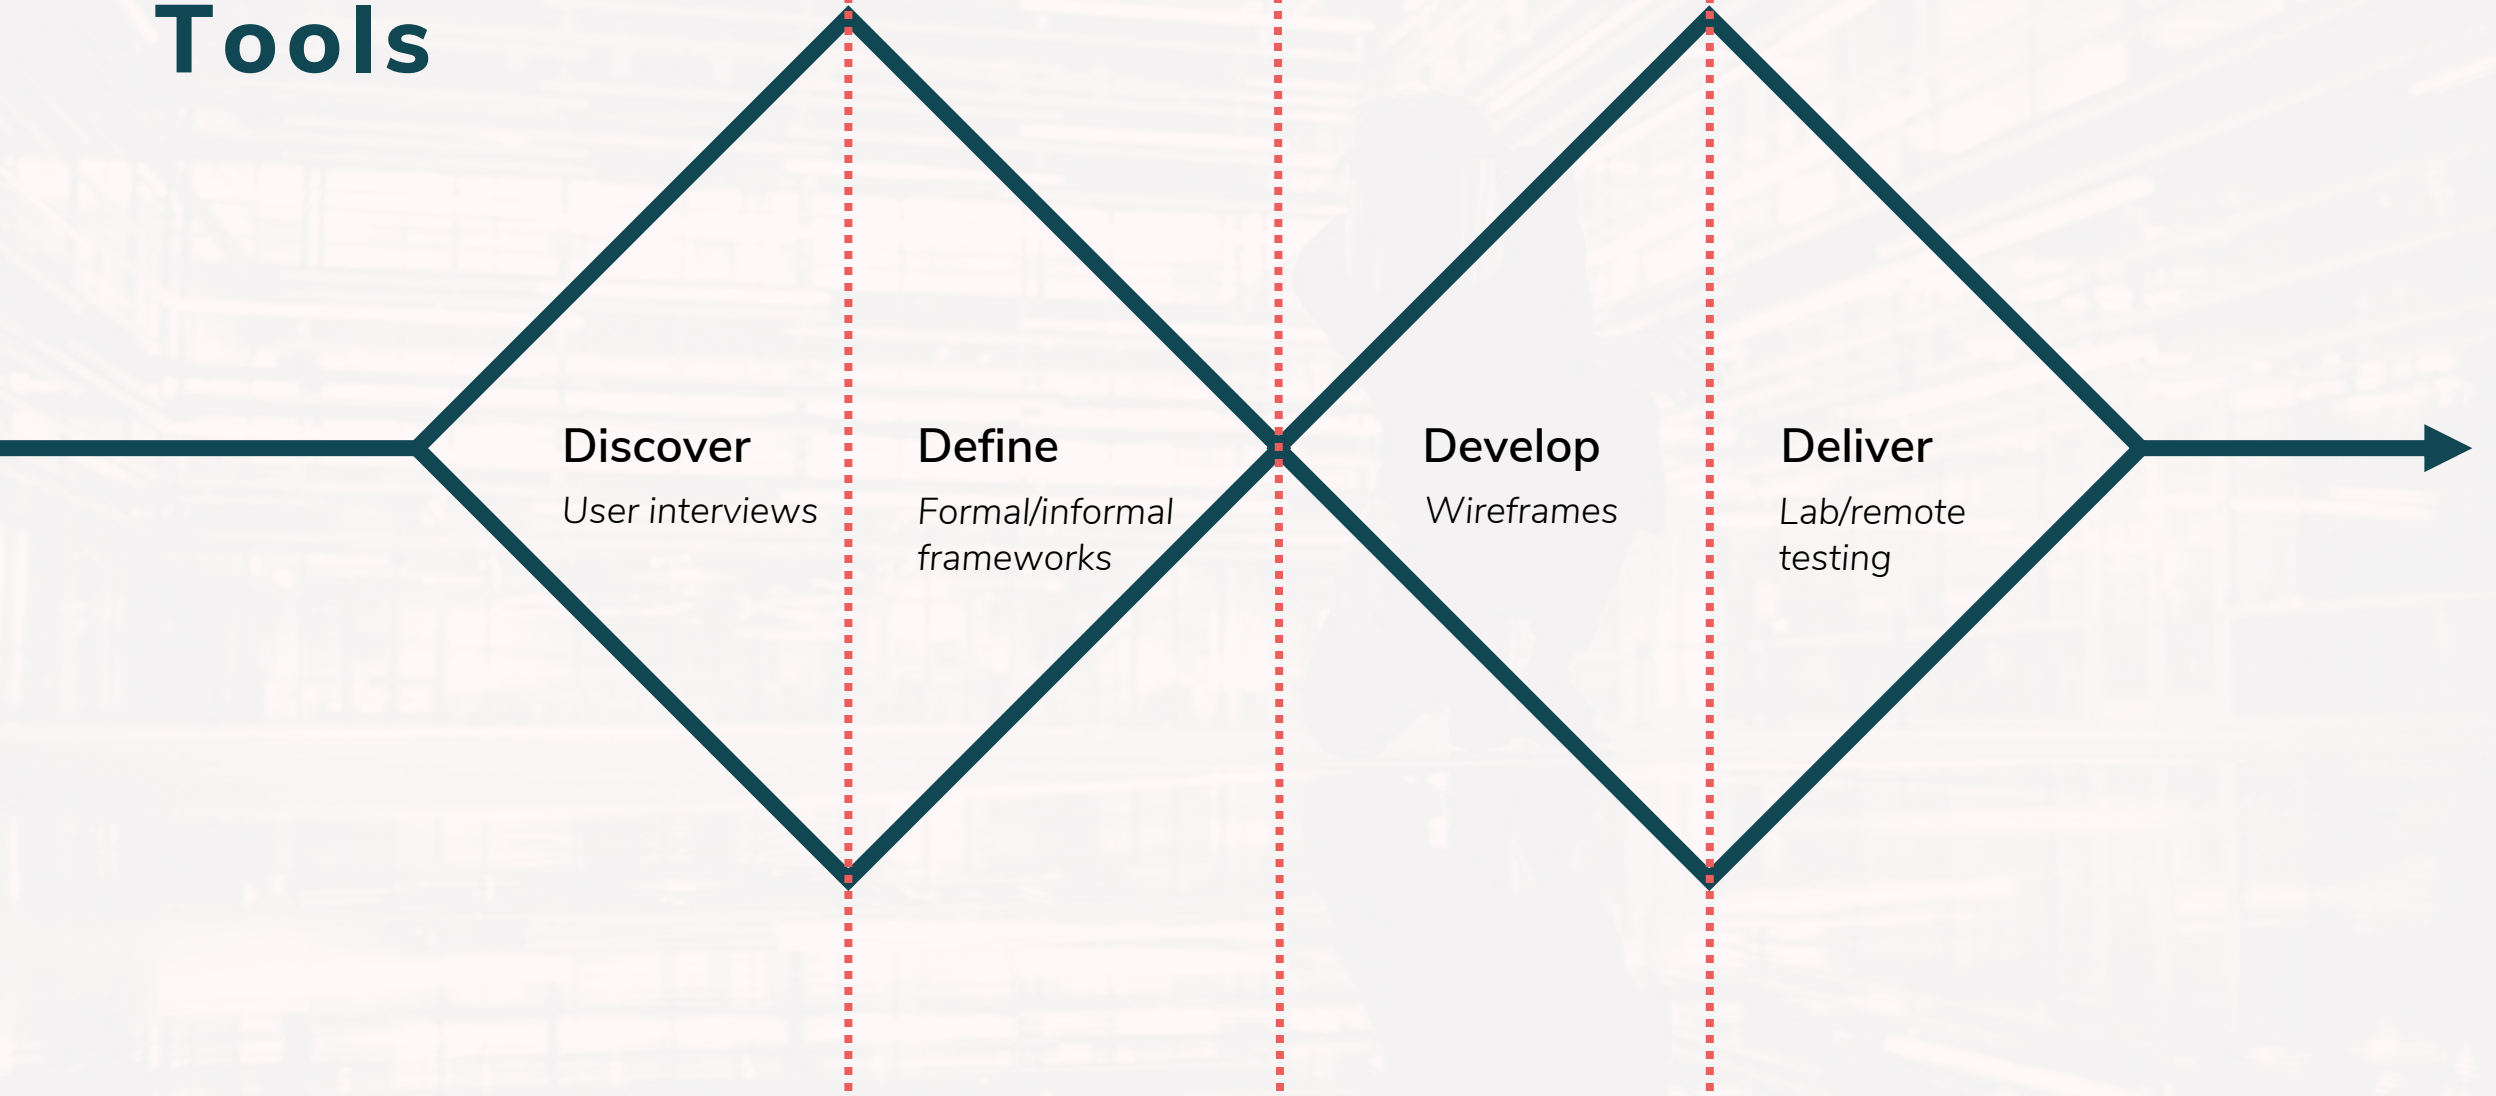 Tools
Discover
User interviews
Define
Formal/informal
frameworks
Develop
Wireframes
Deliver
Lab/remote
testing